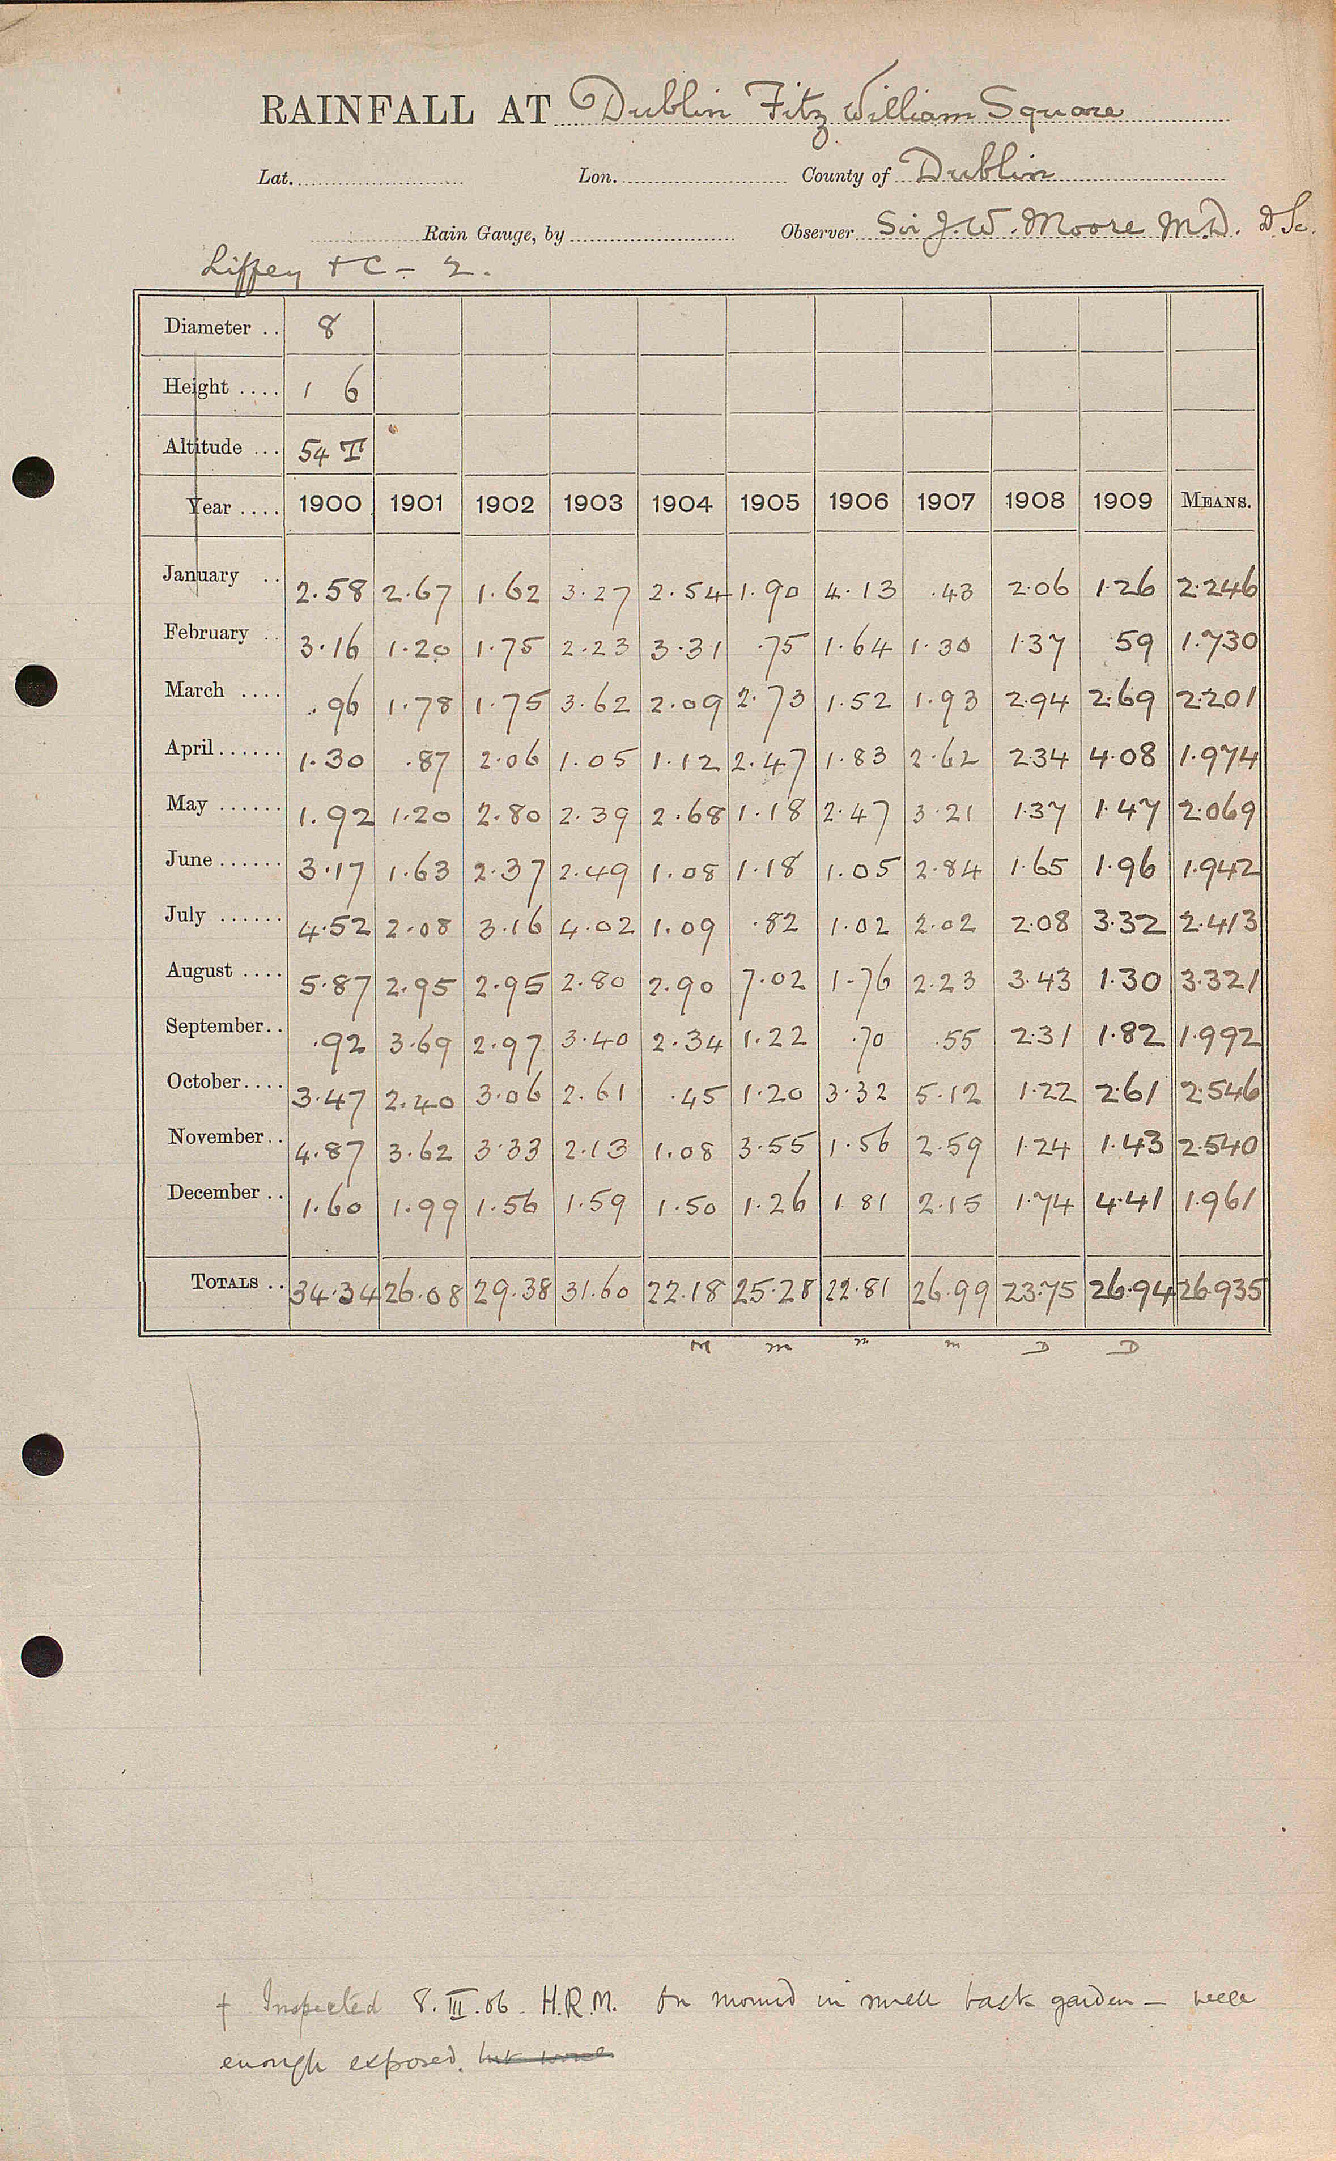 RAINFALL AT Dublin Fitz William Square
Lat. Lon. County of Dublin
Rain Gauge, by Observer Sir J. W. Moore M.D. D.Sc.
Liffey + C - 2.
Diameter .. 8
Height .... 1 6
Altitude ... 54 T
Year .... 1900 1901 1902 1903 1904 1905 1906 1907 1908 1909 MEANS.
January .. 2.58 2.67 1.62 3.27 2.54 1.90 4.13 .43 2.06 1.26 2.246
February .. 3.16 1.20 1.75 2.23 3.31 .75 1.64 1.30 1.37 59 1.730
March .... .96 1.78 1.75 3.62 2.09 2.73 1.52 1.93 2.94 2.69 2.201
April ...... 1.30 .87 2.06 1.05 1.12 2.47 1.83 2.62 2.34 4.08 1.974
May ...... 1.92 1.20 2.80 2.39 2.68 1.18 2.47 3.21 1.37 1.47 2.069
June ...... 3.17 1.63 2.37 2.49 1.08 1.18 1.05 2.84 1.65 1.96 1.942
July ...... 4.52 2.08 3.16 4.02 1.09 .82 1.02 2.02 2.08 3.32 2.413
August .... 5.87 2.95 2.95 2.80 2.90 7.02 1.76 2.23 3.43 1.30 3.321
September .. .92 3.69 2.97 3.40 2.34 1.22 .70 .55 2.31 1.82 1.992
October .... 3.47 2.40 3.06 2.61 .45 1.20 3.32 5.12 1.22 2.61 2.546
November .. 4.87 3.62 3.33 2.13 1.08 3.55 1.56 2.59 1.24 1.43 2.540
December .. 1.60 1.99 1.56 1.59 1.50 1.26 1.81 2.15 1.74 4.41 1.961
TOTALS .. 34.34 26.08 29.38 31.60 22.18 25.28 22.81 26.99 23.75 26.94 26.935
M m m m D D
† Inspected 8.III.06. H.R.M. On mound in small back garden — well
enough exposed.